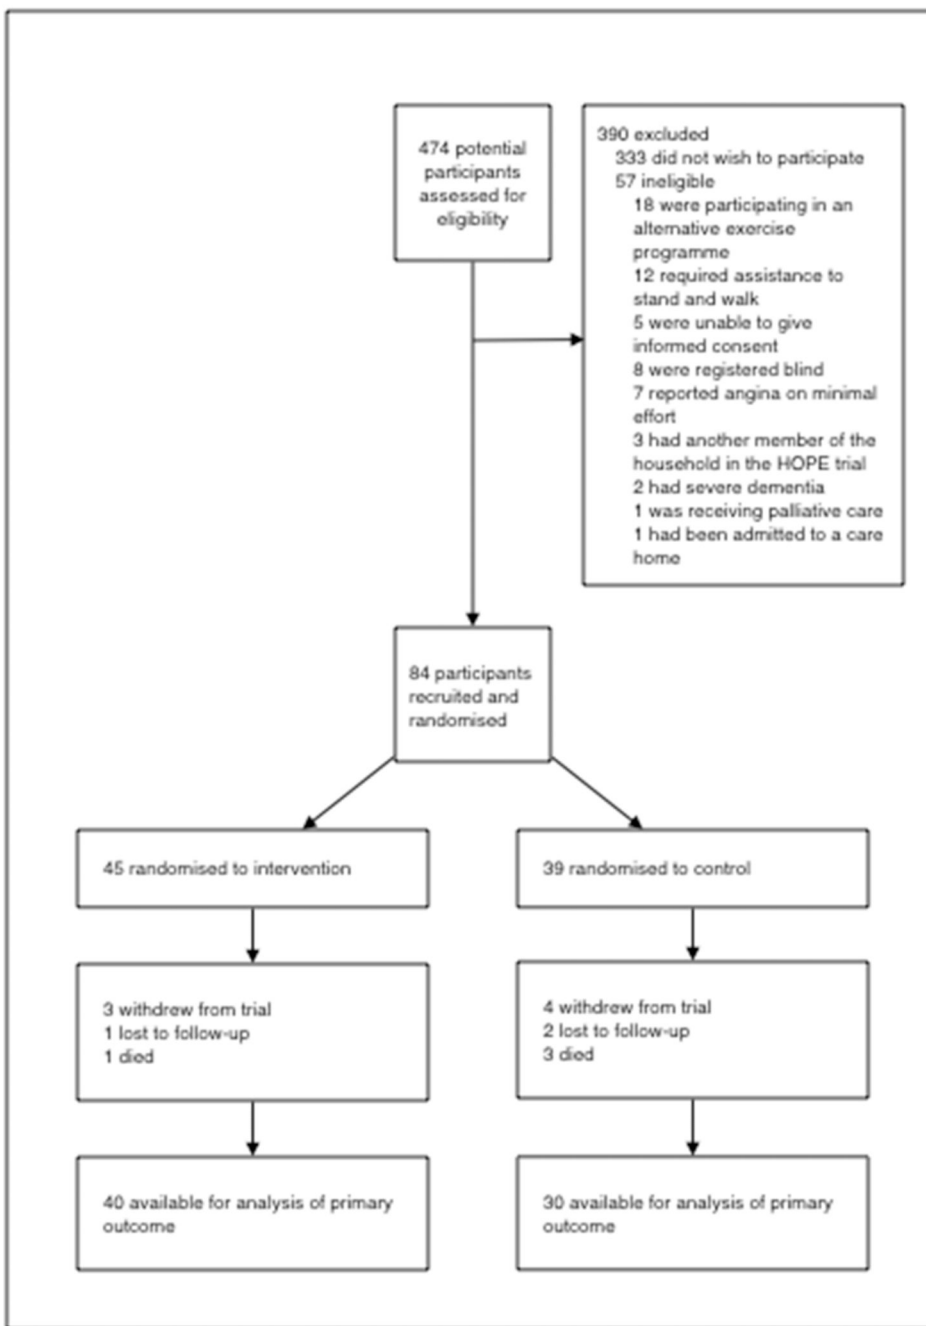 474 potential
participants
assessed for
eligibility
390 excluded
333 did not wish to participate
57 ineligible
18 were participating in an
alternative exercise
programme
12 required assistance to
stand and walk
5 were unable to give
informed consent
8 were registered blind
7 reported angina on minimal
effort
3 had another member of the
household in the HOPE trial
2 had severe dementia
1 was receiving palliative care
1 had been admitted to a care
home
84 participants
recruited and
randomised
45 randomised to intervention
39 randomised to control
3 withdrew from trial
1 lost to follow-up
1 died
4 withdrew from trial
2 lost to follow-up
3 died
40 available for analysis of primary
outcome
30 available for analysis of primary
outcome